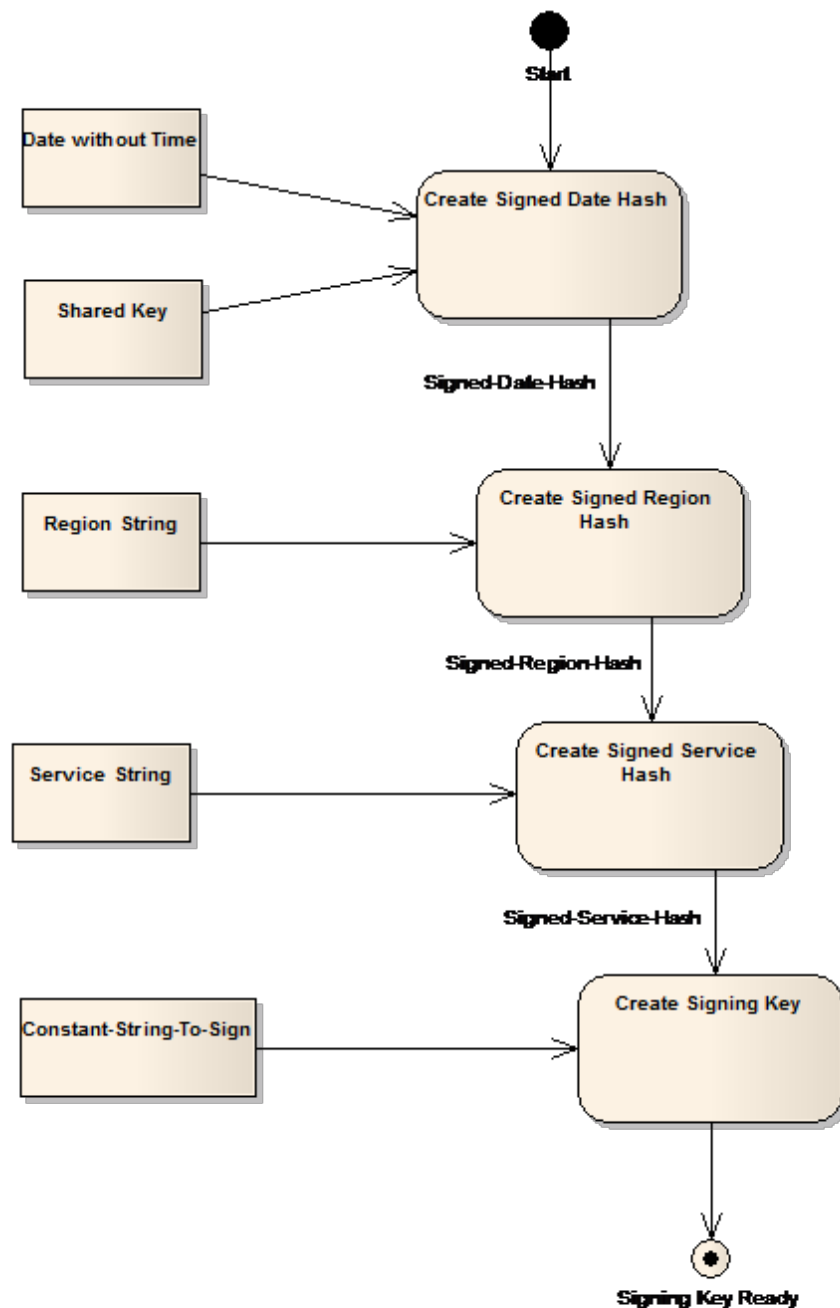 Start
Date without Time
Create Signed Date Hash
Shared Key
Signed-Date-Hash
Region String
Create Signed Region
Hash
Signed-Region-Hash
Service String
Create Signed Service
Hash
Signed-Service-Hash
Constant-String-To-Sign
Create Signing Key
Signing Key Ready